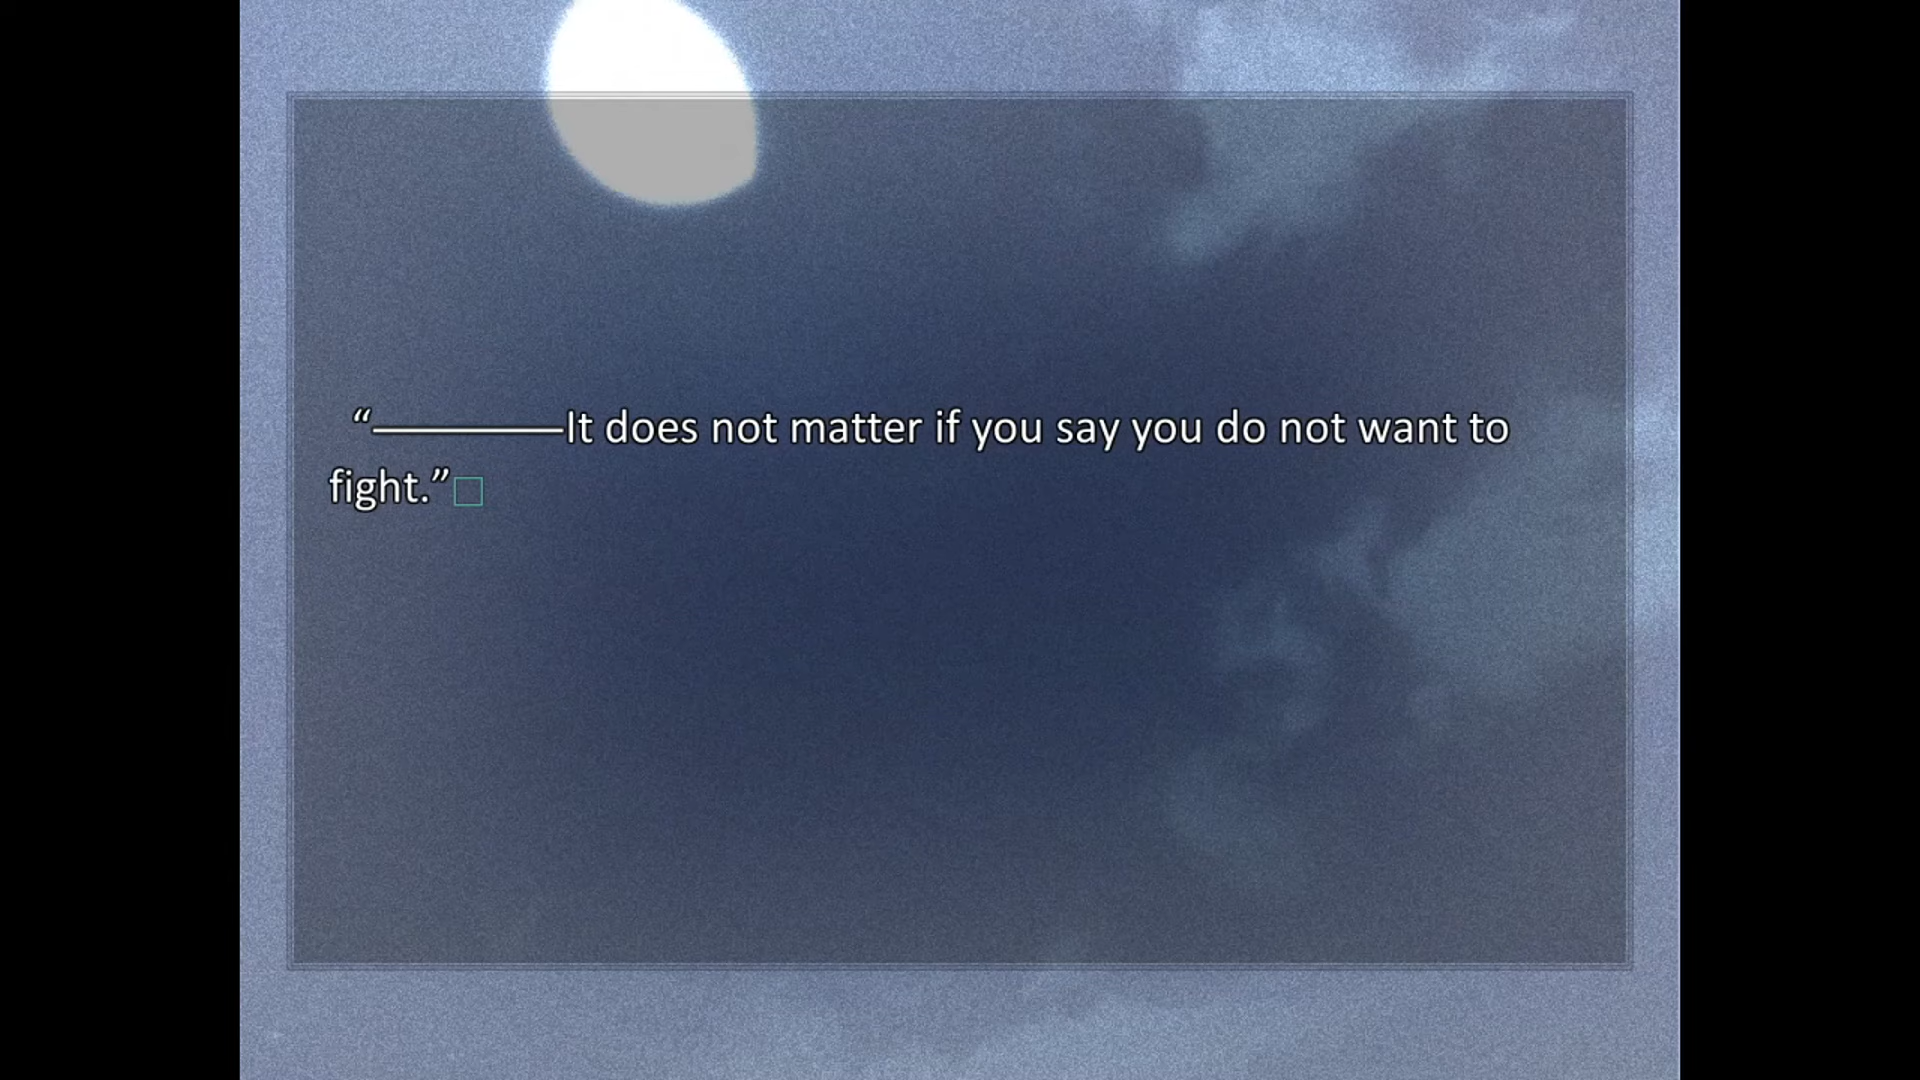 “————It does not matter if you say you do not want to
fight.”